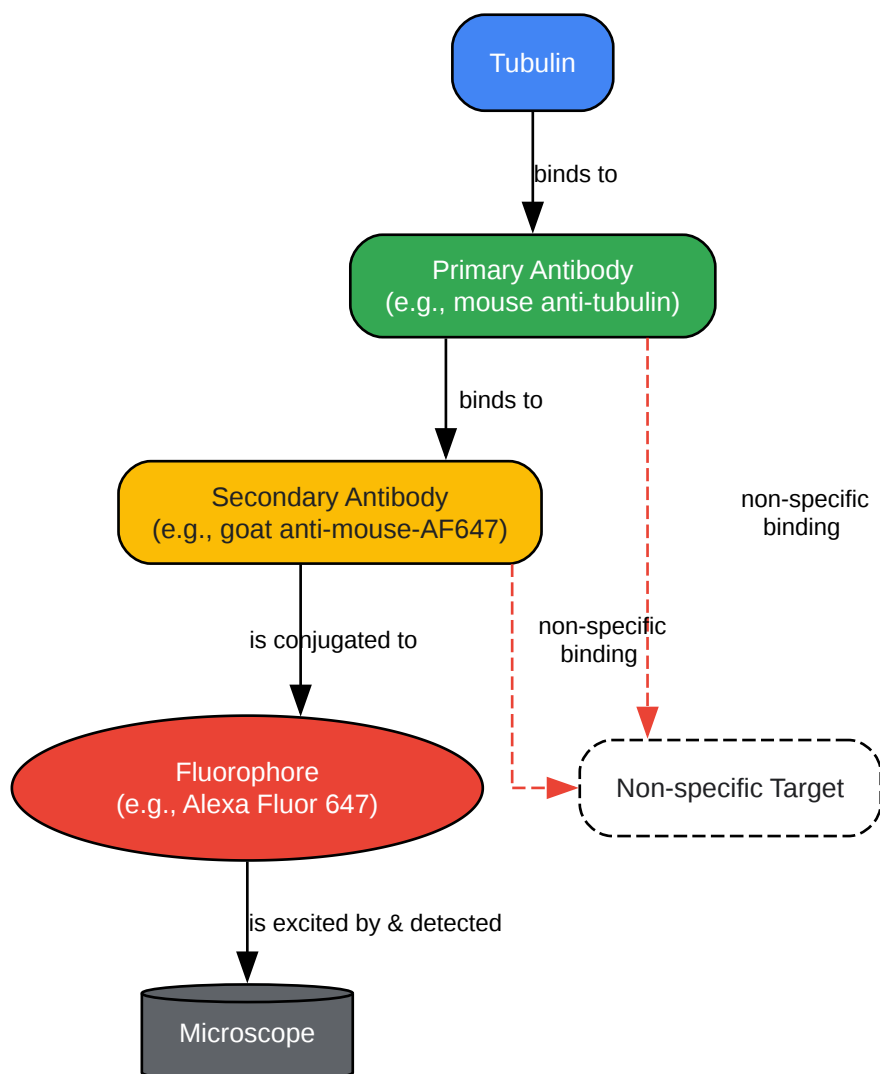 Tubulin
binds to
Primary Antibody
(e.g., mouse anti-tubulin)
binds to
Secondary Antibody
(e.g., goat anti-mouse-AF647)
non-specific
binding
is conjugated to
non-specific
binding
Fluorophore
(e.g., Alexa Fluor 647)
Non-specific Target
is excited by & detected
Microscope